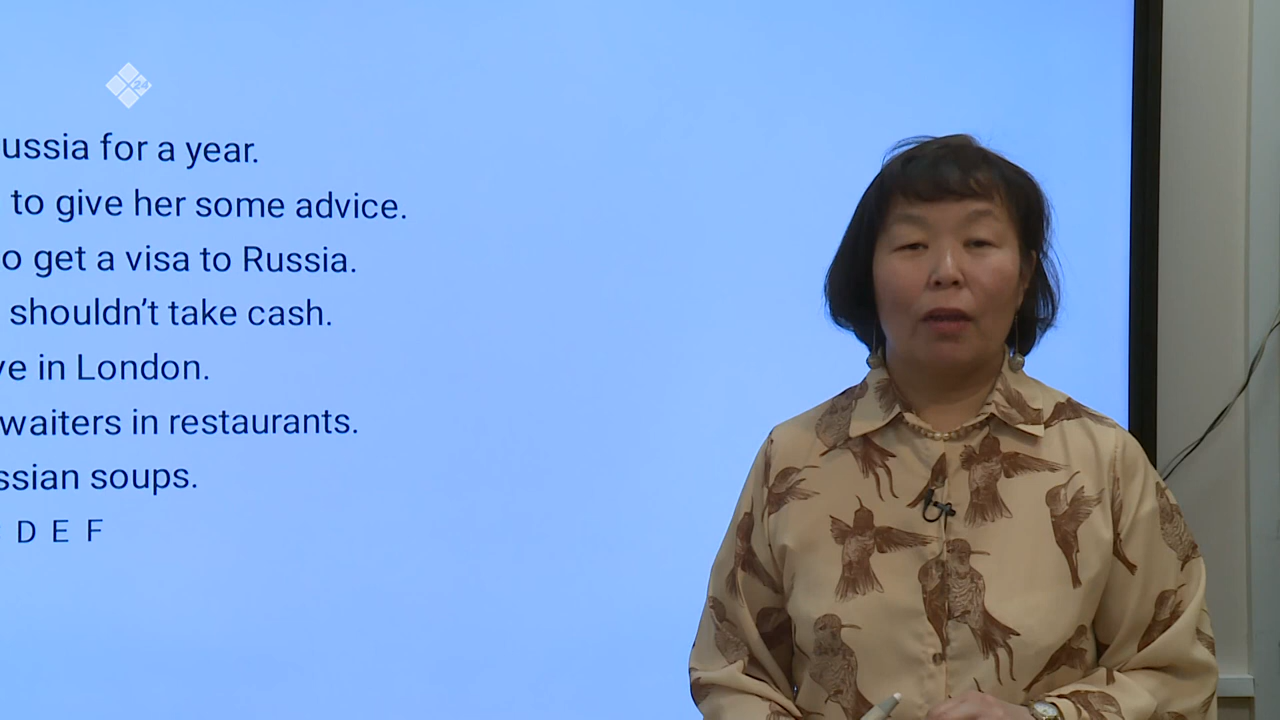 24
ussia for a year.
to give her some advice.
o get a visa to Russia.
shouldn't take cash.
ve in London.
waiters in restaurants.
ssian soups.
D E F